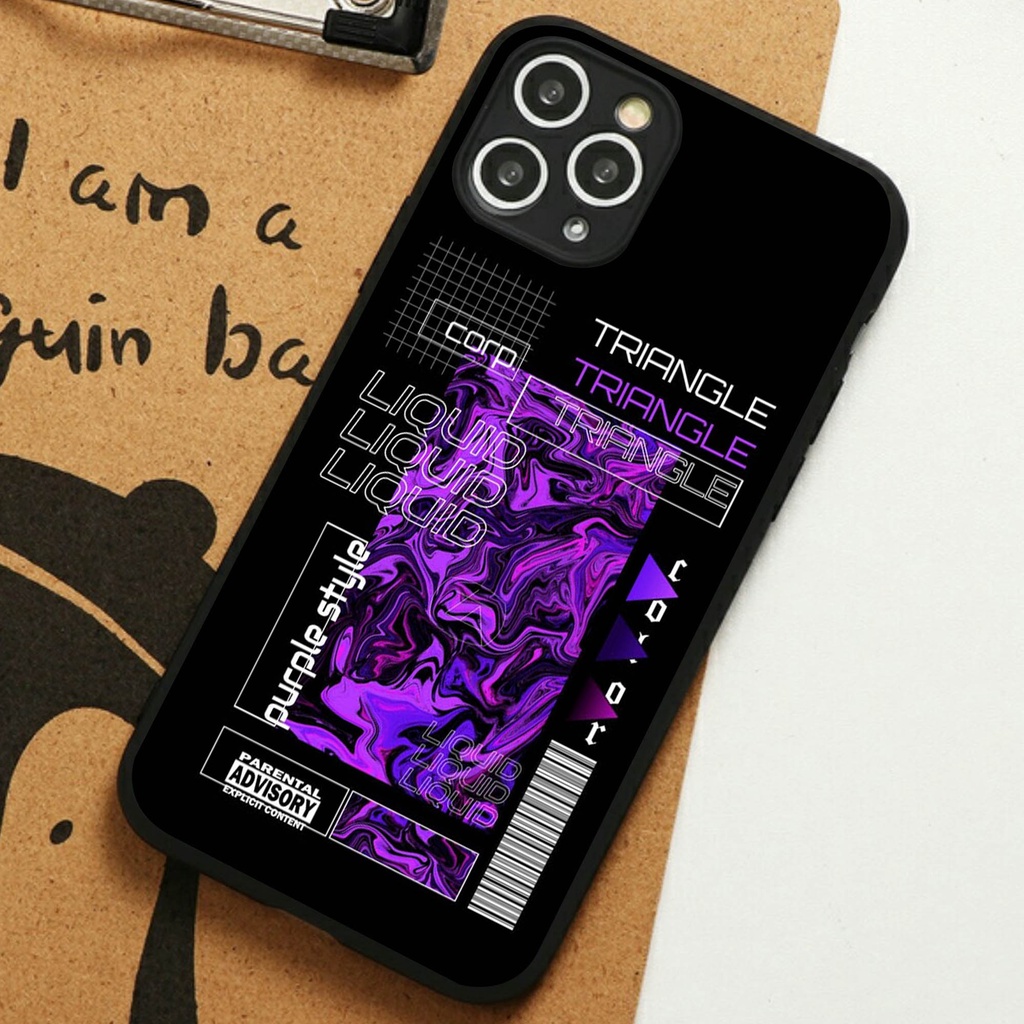 I am a
guin ba
corp.
TRIANGLE
TRIANGLE
TRIANGLE
LIQUID
LIQUID
LIQUID
purple style
LIQUID
LIQUID
LIQUID
PARENTAL
ADVISORY
EXPLICIT CONTENT